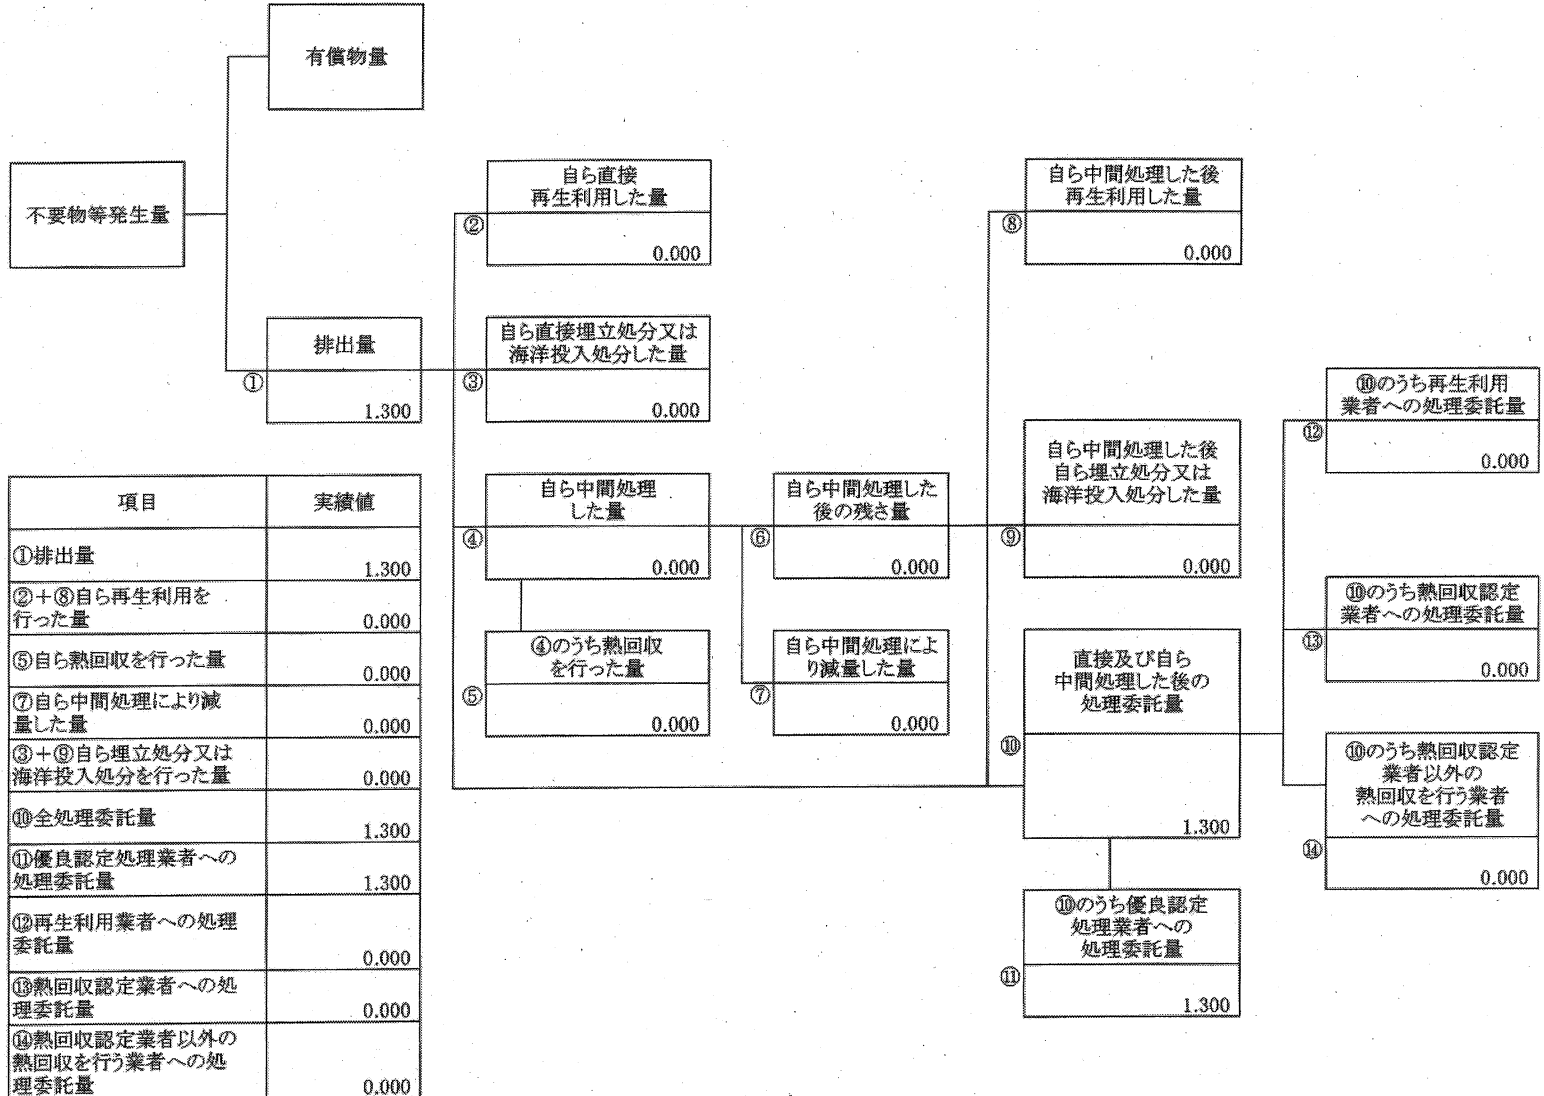 有償物量
不要物等発生量
排出量
①
1.300
自ら直接
再生利用した量
②
0.000
自ら直接埋立処分又は
海洋投入処分した量
③
0.000
自ら中間処理
した量
④
0.000
④のうち熱回収
を行った量
⑤
0.000
自ら中間処理した
後の残さ量
⑥
0.000
自ら中間処理によ
り減量した量
⑦
0.000
自ら中間処理した後
再生利用した量
⑧
0.000
自ら中間処理した後
自ら埋立処分又は
海洋投入処分した量
⑨
0.000
直接及び自ら
中間処理した後の
処理委託量
⑩
1.300
⑩のうち優良認定
処理業者への
処理委託量
⑪
1.300
⑩のうち再生利用
業者への処理委託量
⑫
0.000
⑩のうち熱回収認定
業者への処理委託量
⑬
0.000
⑩のうち熱回収認定
業者以外の
熱回収を行う業者
への処理委託量
⑭
0.000
項目 実績値
①排出量
1.300
②+⑧自ら再生利用を
行った量
0.000
⑤自ら熱回収を行った量
0.000
⑦自ら中間処理により減
量した量
0.000
③+⑨自ら埋立処分又は
海洋投入処分を行った量
0.000
⑩全処理委託量
1.300
⑪優良認定処理業者への
処理委託量
1.300
⑫再生利用業者への処理
委託量
0.000
⑬熱回収認定業者への処
理委託量
0.000
⑭熱回収認定業者以外の
熱回収を行う業者への処
理委託量
0.000